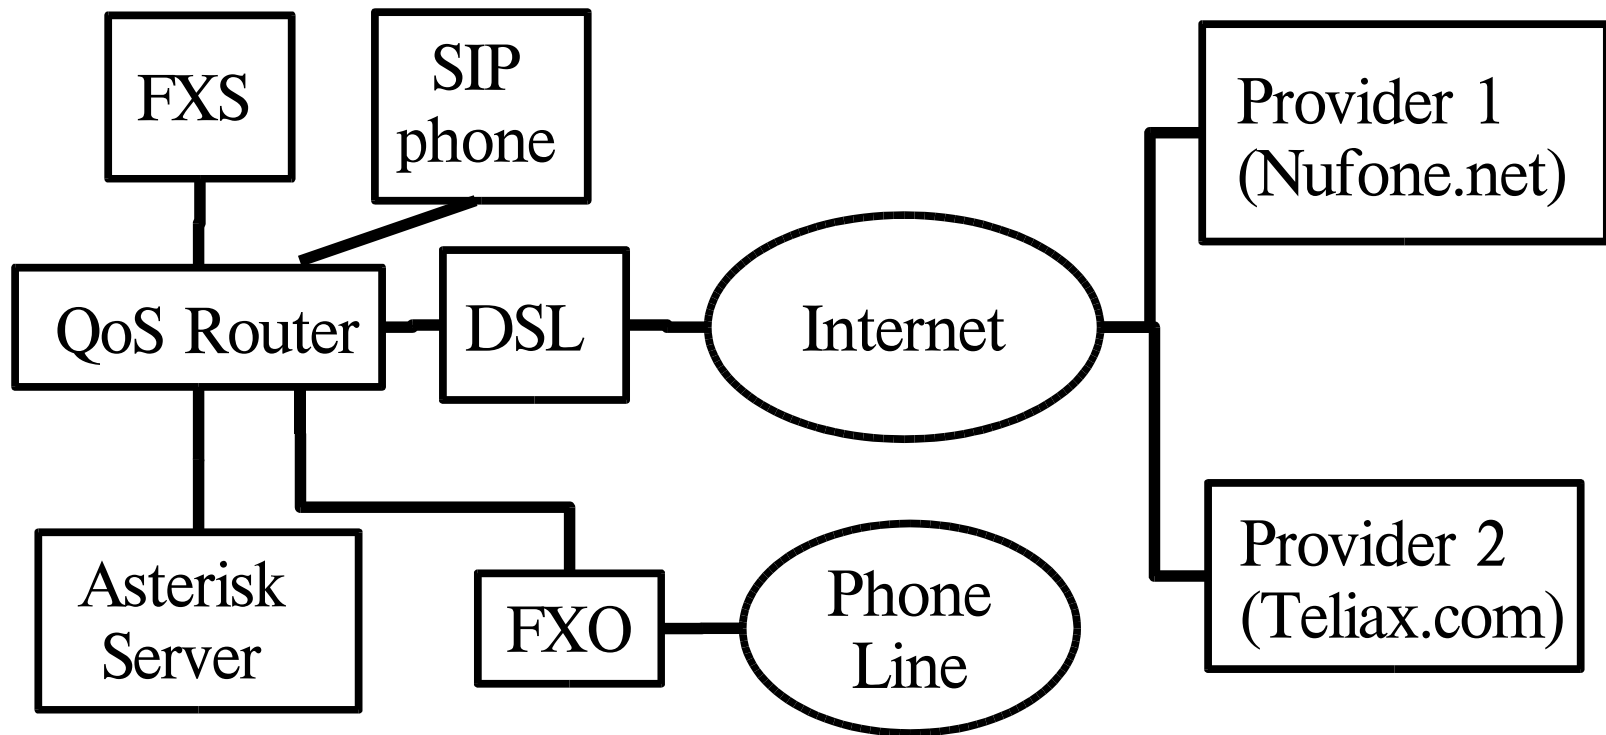 FXS
SIP
phone
Provider 1
(Nufone.net)
QoS Router
DSL
Internet
Asterisk
Server
FXO
Phone
Line
Provider 2
(Teliax.com)